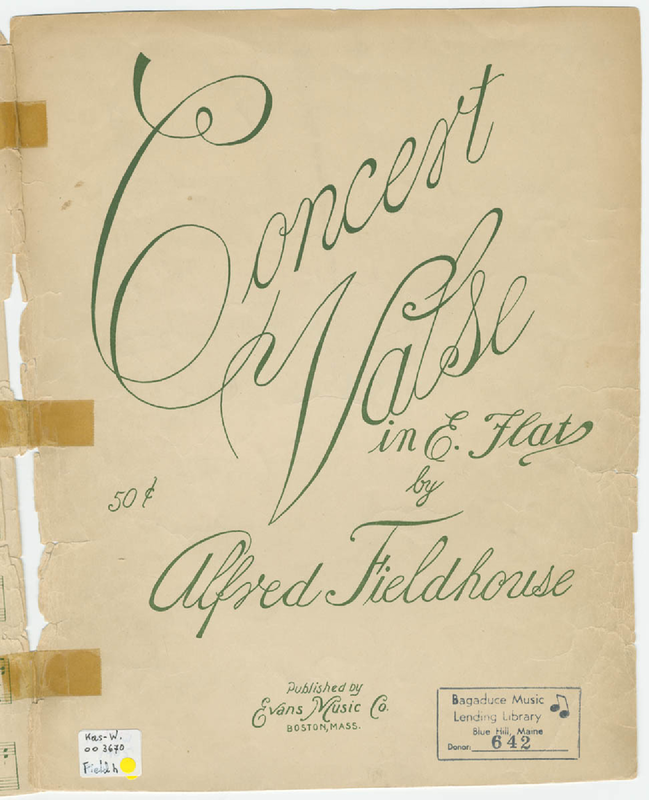 Concert
Valse
in E. Flat
by
50¢
Alfred Fieldhouse
Published by
Evans Music Co.
BOSTON, MASS.
Kas-W.
003670
Fieldh
Bagaduce Music
Lending Library
Blue Hill, Maine
Donor: 642